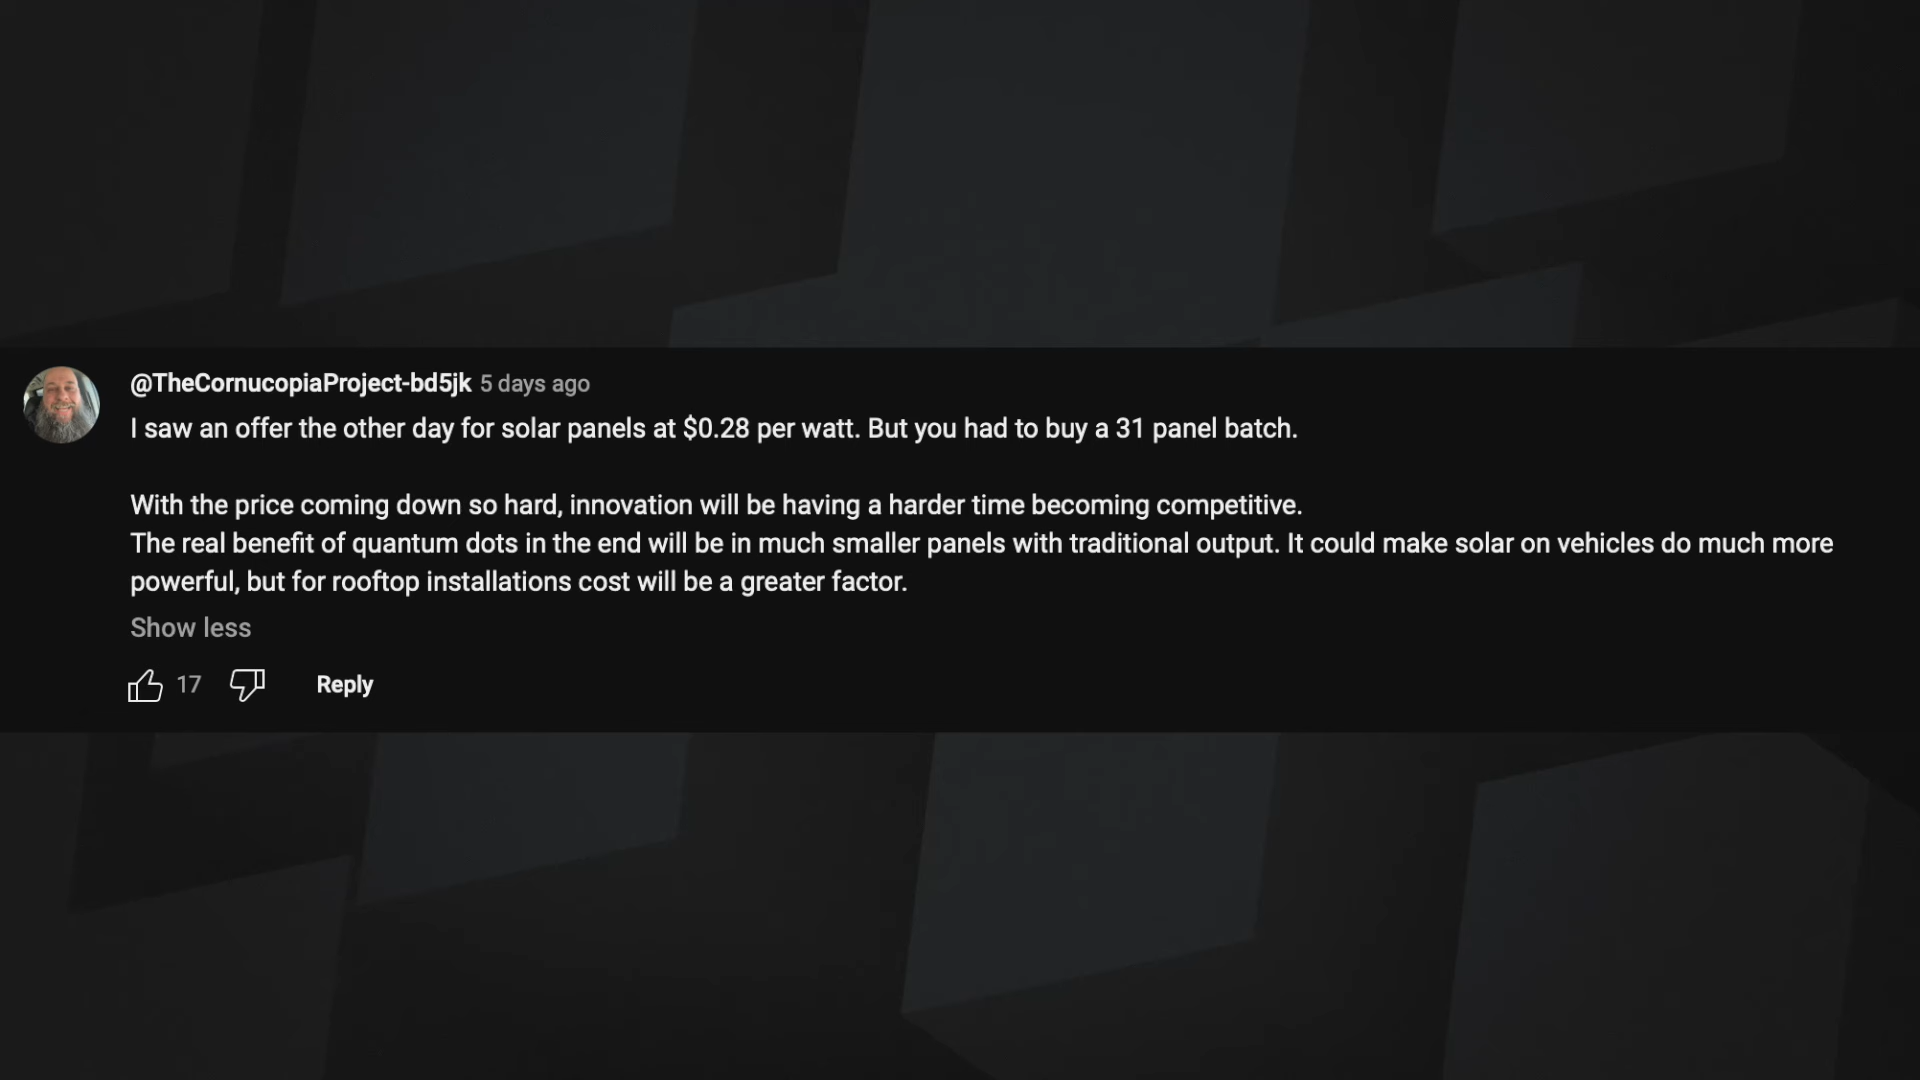 @TheCornucopiaProject-bd5jk 5 days ago
I saw an offer the other day for solar panels at $0.28 per watt. But you had to buy a 31 panel batch.
With the price coming down so hard, innovation will be having a harder time becoming competitive.
The real benefit of quantum dots in the end will be in much smaller panels with traditional output. It could make solar on vehicles do much more
powerful, but for rooftop installations cost will be a greater factor.
Show less
17 Reply